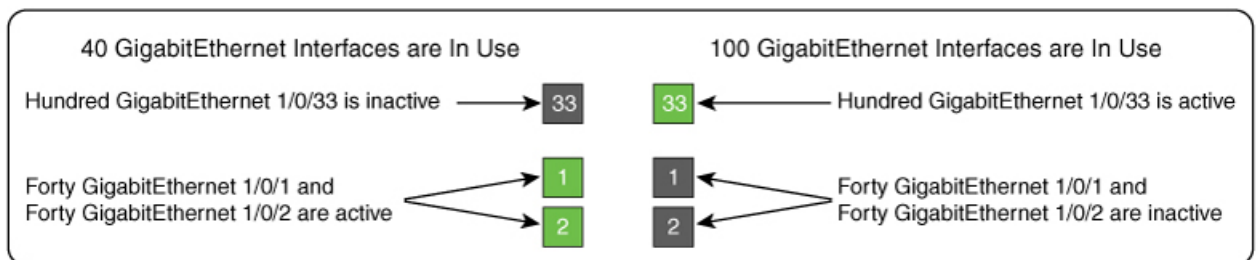 40 GigabitEthernet Interfaces are In Use
100 GigabitEthernet Interfaces are In Use
Hundred GigabitEthernet 1/0/33 is inactive
33
33
Hundred GigabitEthernet 1/0/33 is active
Forty GigabitEthernet 1/0/1 and
Forty GigabitEthernet 1/0/2 are active
1
2
1
2
Forty GigabitEthernet 1/0/1 and
Forty GigabitEthernet 1/0/2 are inactive